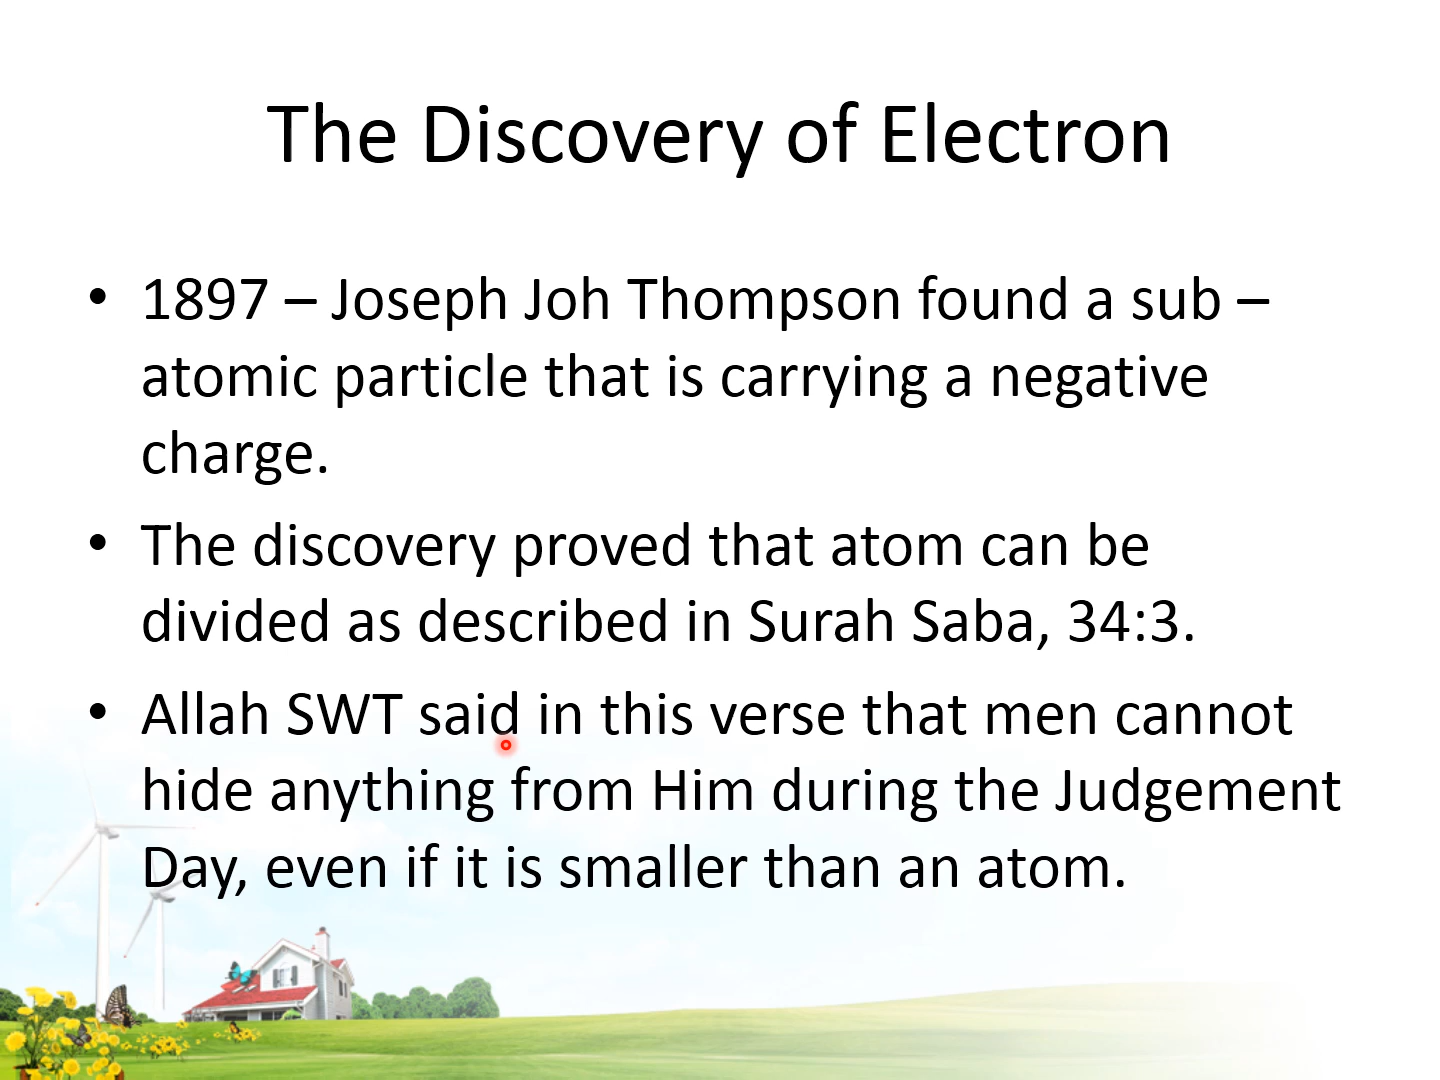 The Discovery of Electron
• 1897 – Joseph Joh Thompson found a sub –
atomic particle that is carrying a negative
charge.
• The discovery proved that atom can be
divided as described in Surah Saba, 34:3.
• Allah SWT said in this verse that men cannot
hide anything from Him during the Judgement
Day, even if it is smaller than an atom.